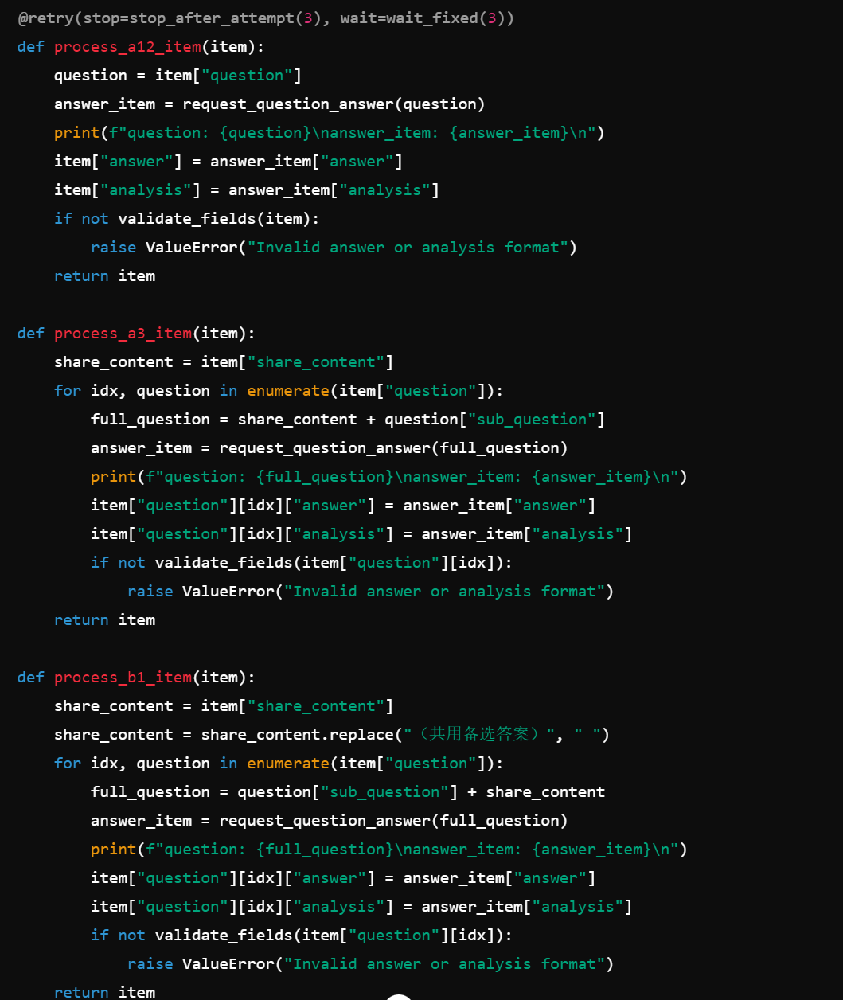 @retry(stop=stop_after_attempt(3), wait=wait_fixed(3))
def process_a12_item(item):
    question = item["question"]
    answer_item = request_question_answer(question)
    print(f"question: {question}\nanswer_item: {answer_item}\n")
    item["answer"] = answer_item["answer"]
    item["analysis"] = answer_item["analysis"]
    if not validate_fields(item):
        raise ValueError("Invalid answer or analysis format")
    return item

def process_a3_item(item):
    share_content = item["share_content"]
    for idx, question in enumerate(item["question"]):
        full_question = share_content + question["sub_question"]
        answer_item = request_question_answer(full_question)
        print(f"question: {full_question}\nanswer_item: {answer_item}\n")
        item["question"][idx]["answer"] = answer_item["answer"]
        item["question"][idx]["analysis"] = answer_item["analysis"]
        if not validate_fields(item["question"][idx]):
            raise ValueError("Invalid answer or analysis format")
    return item

def process_b1_item(item):
    share_content = item["share_content"]
    share_content = share_content.replace("（共用备选答案）", " ")
    for idx, question in enumerate(item["question"]):
        full_question = question["sub_question"] + share_content
        answer_item = request_question_answer(full_question)
        print(f"question: {full_question}\nanswer_item: {answer_item}\n")
        item["question"][idx]["answer"] = answer_item["answer"]
        item["question"][idx]["analysis"] = answer_item["analysis"]
        if not validate_fields(item["question"][idx]):
            raise ValueError("Invalid answer or analysis format")
    return item